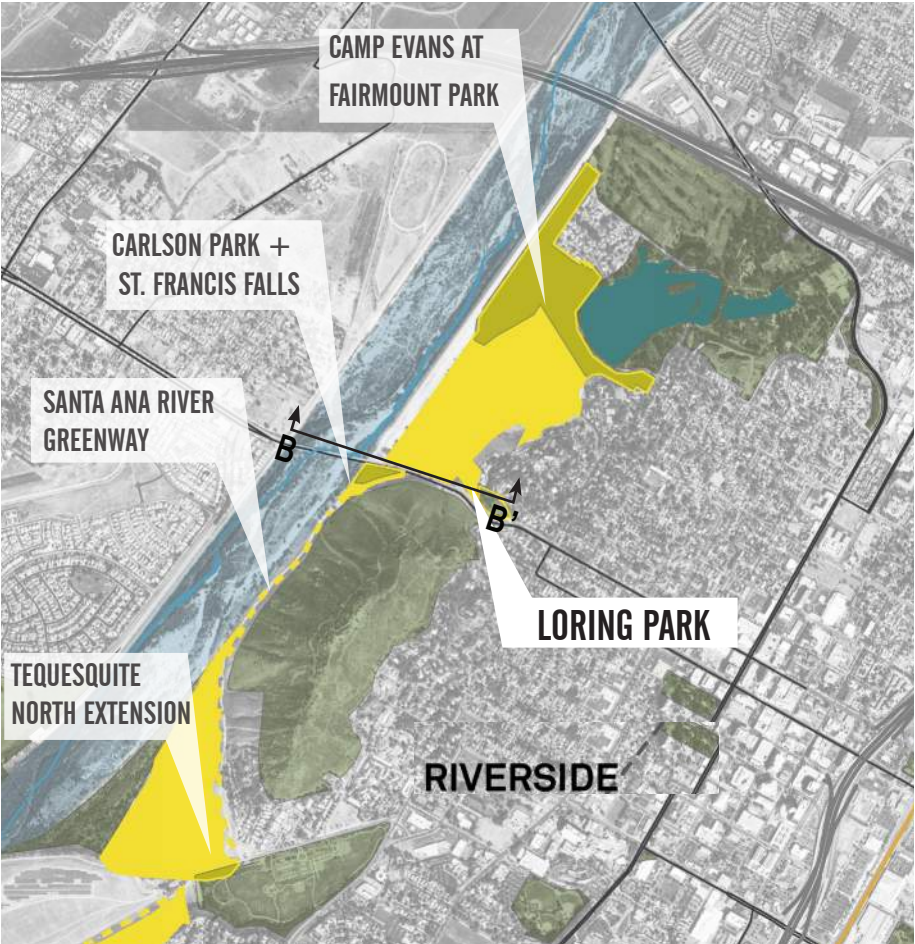 CAMP EVANS AT
FAIRMOUNT PARK
CARLSON PARK +
ST. FRANCIS FALLS
SANTA ANA RIVER
GREENWAY
B
B'
LORING PARK
TEQUESQUITE
NORTH EXTENSION
RIVERSIDE